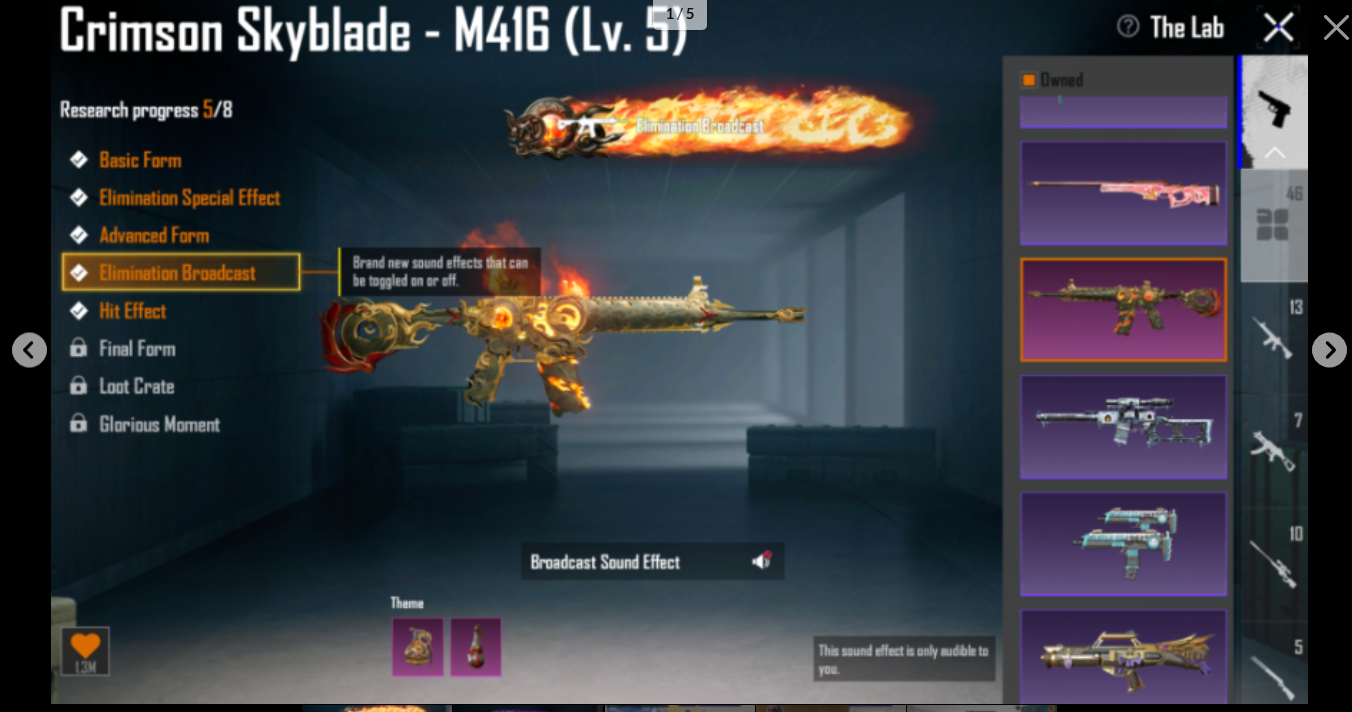 1 / 5
Crimson Skyblade - M416 (Lv. 5)
The Lab
Research progress 5/8
Basic Form
Elimination Special Effect
Advanced Form
Elimination Broadcast
Hit Effect
Final Form
Loot Crate
Glorious Moment
Elimination Broadcast
Brand new sound effects that can
be toggled on or off.
Broadcast Sound Effect
Theme
1.3M
This sound effect is only audible to
you.
Owned
46
13
7
10
5